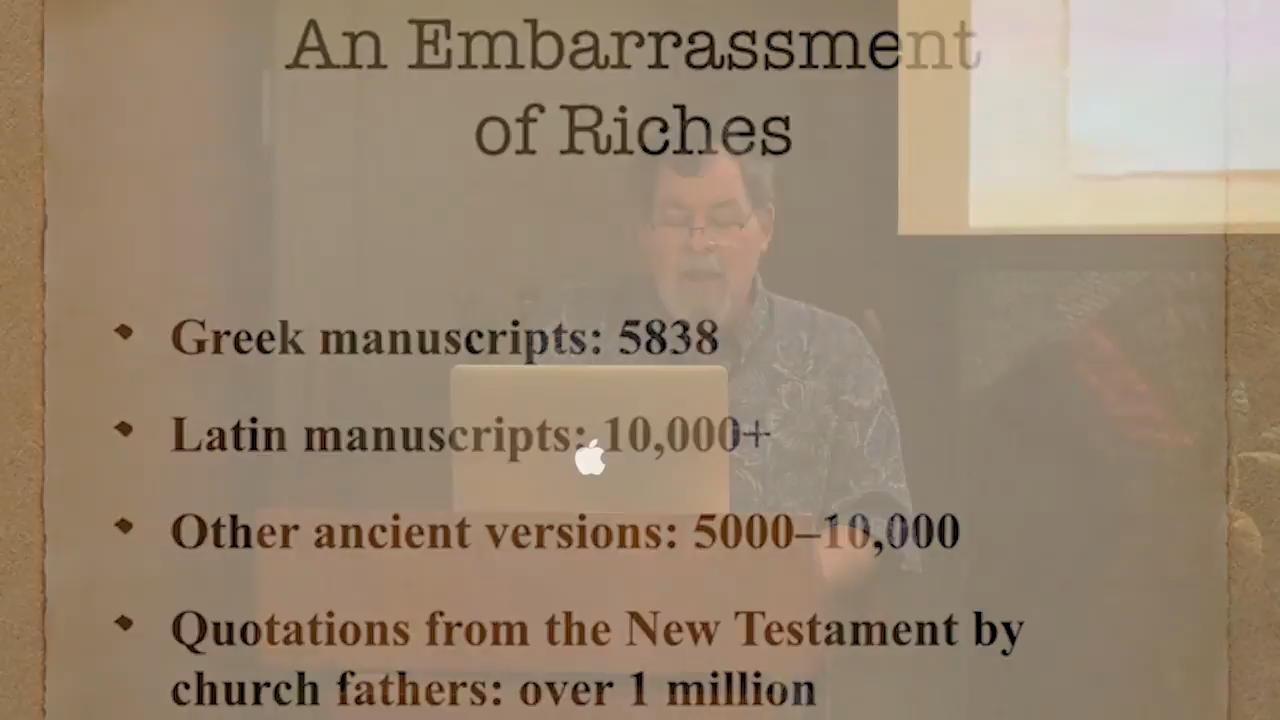 An Embarrassment
of Riches
Greek manuscripts: 5838
Latin manuscripts: 10,000+
Other ancient versions: 5000–10,000
Quotations from the New Testament by
church fathers: over 1 million